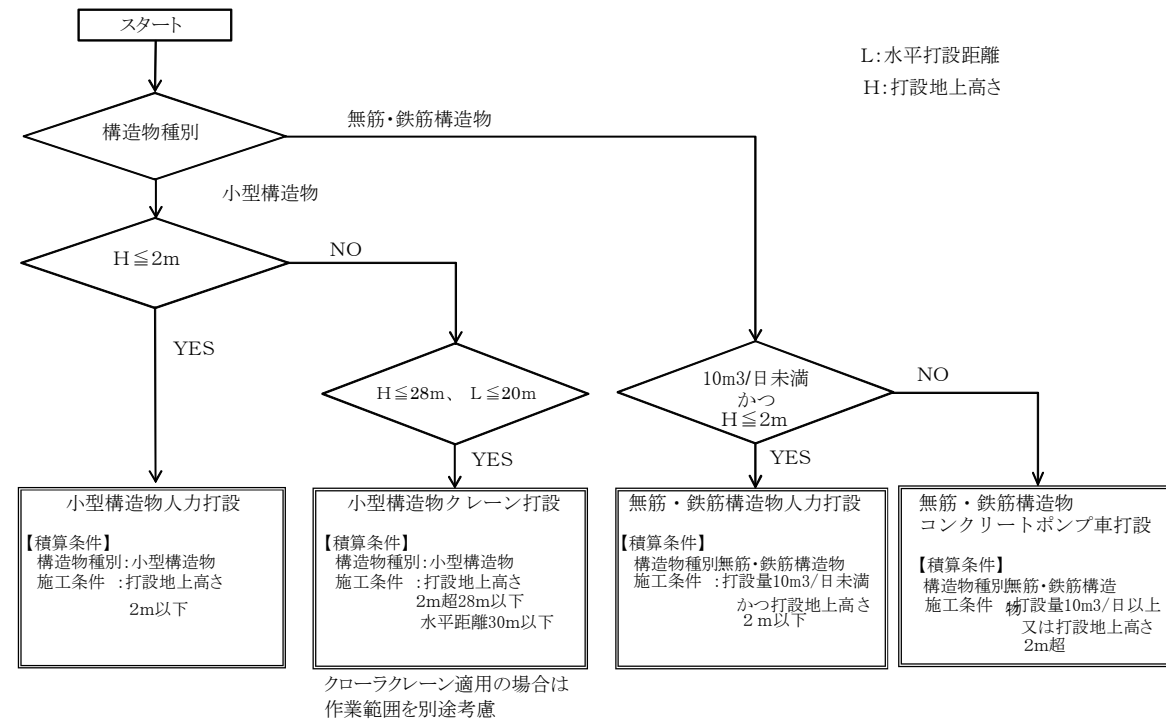 スタート
L:水平打設距離
H:打設地上高さ
構造物種別
無筋・鉄筋構造物
小型構造物
H≦2m
NO
YES
H≦28m、 L≦20m
YES
10m3/日未満
かつ
H≦2m
NO
YES
小型構造物人力打設
【積算条件】
構造物種別:小型構造物
施工条件 :打設地上高さ
2m以下
小型構造物クレーン打設
【積算条件】
構造物種別:小型構造物
施工条件 :打設地上高さ
2m超28m以下
水平距離30m以下
クローラクレーン適用の場合は
作業範囲を別途考慮
無筋・鉄筋構造物人力打設
【積算条件】
構造物種別無筋・鉄筋構造物
施工条件 :打設量10m3/日未満
かつ打設地上高さ
2m以下
無筋・鉄筋構造物
コンクリートポンプ車打設
【積算条件】
構造物種別無筋・鉄筋構造
物
施工条件 :打設量10m3/日以上
又は打設地上高さ
2m超